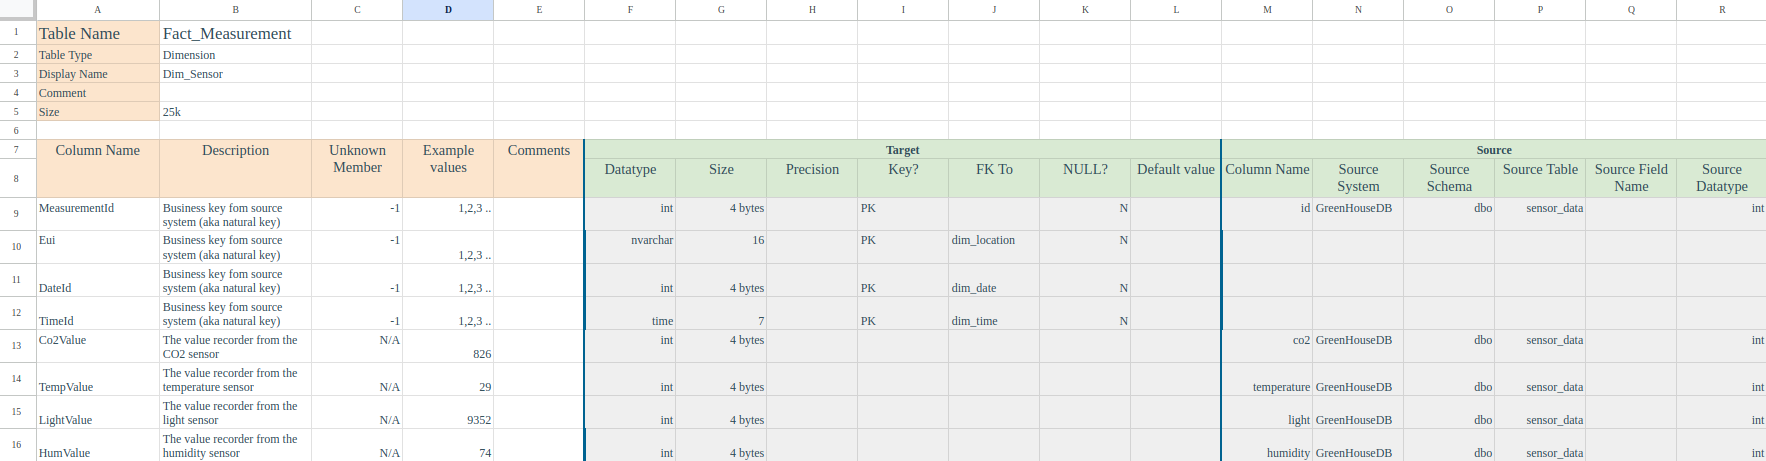 A B C D E F G H I J K L M N O P Q R
1 Table Name Fact_Measurement
2 Table Type Dimension
3 Display Name Dim_Sensor
4 Comment
5 Size 25k
6
7 Column Name Description Unknown Member Example values Comments Target Source
8 Datatype Size Precision Key? FK To NULL? Default value Column Name Source System Source Schema Source Table Source Field Name Source Datatype
9 MeasurementId Business key fom source system (aka natural key) -1 1,2,3 .. int 4 bytes PK N id GreenHouseDB dbo sensor_data int
10 Eui Business key fom source system (aka natural key) -1 1,2,3 .. nvarchar 16 PK dim_location N
11 DateId Business key fom source system (aka natural key) -1 1,2,3 .. int 4 bytes PK dim_date N
12 TimeId Business key fom source system (aka natural key) -1 1,2,3 .. time 7 PK dim_time N
13 Co2Value The value recorder from the CO2 sensor N/A 826 int 4 bytes co2 GreenHouseDB dbo sensor_data int
14 TempValue The value recorder from the temperature sensor N/A 29 int 4 bytes temperature GreenHouseDB dbo sensor_data int
15 LightValue The value recorder from the light sensor N/A 9352 int 4 bytes light GreenHouseDB dbo sensor_data int
16 HumValue The value recorder from the humidity sensor N/A 74 int 4 bytes humidity GreenHouseDB dbo sensor_data int